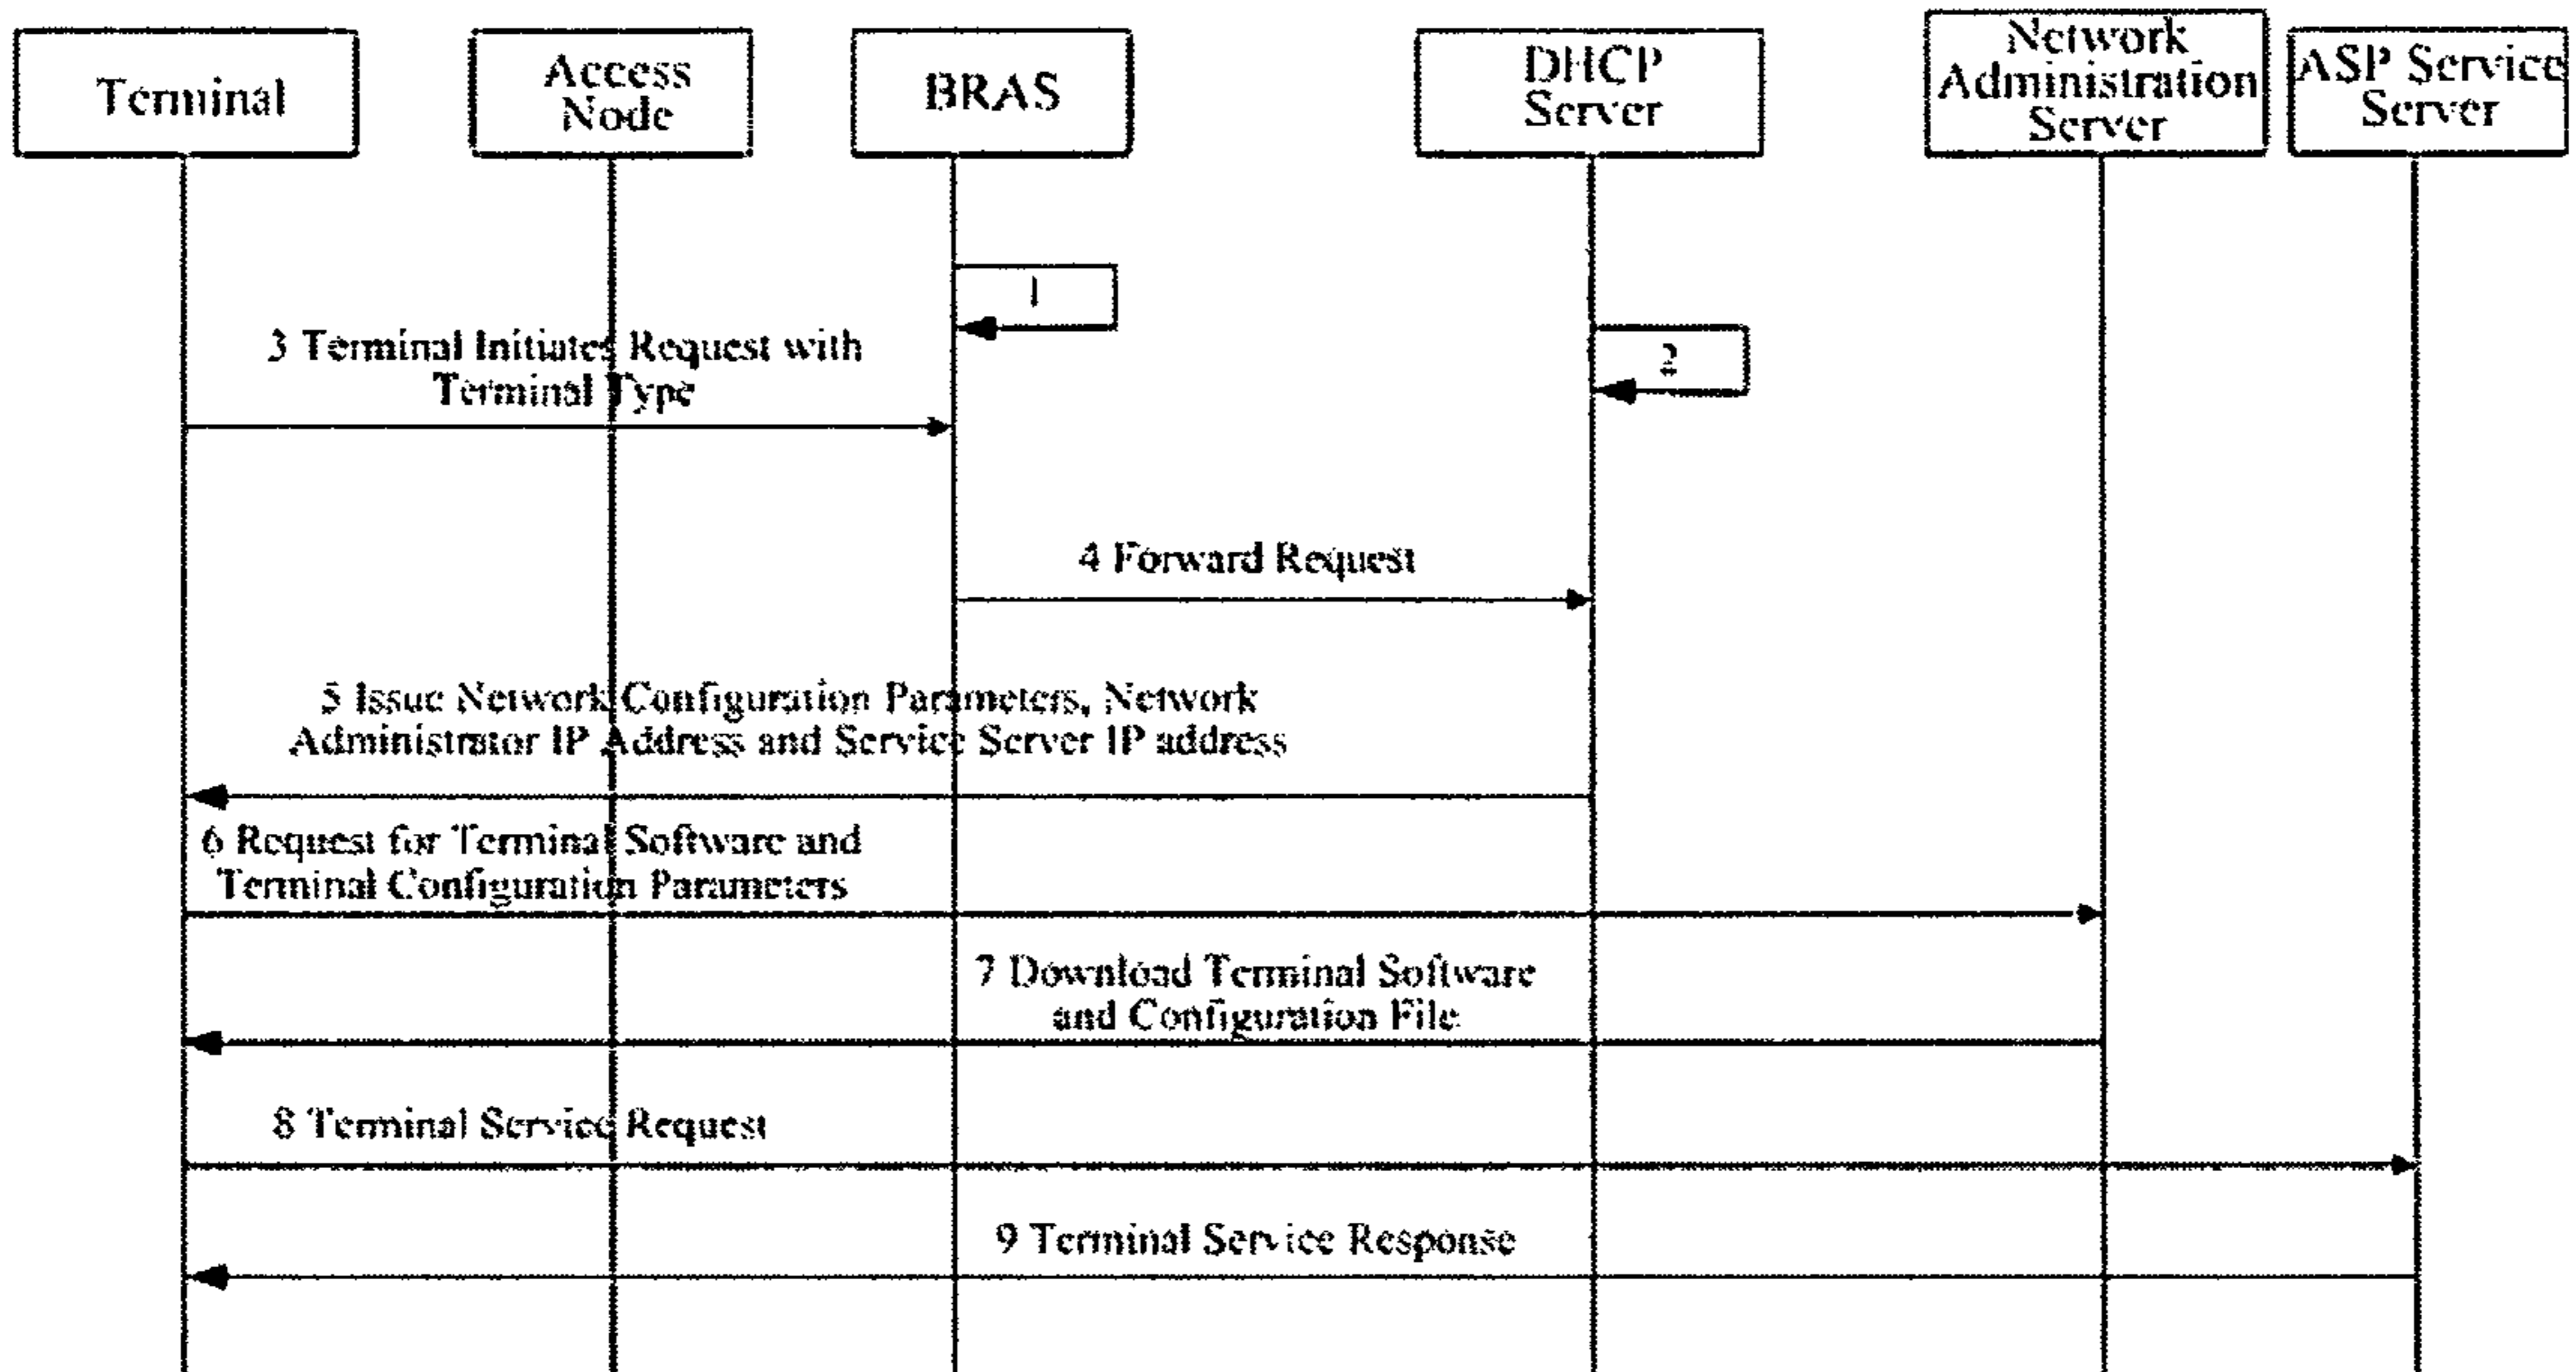 Terminal
Access
Node
BRAS
DHCP
Server
Network
Administration
Server
ASP Service
Server
1
2
3 Terminal Initiates Request with
Terminal Type
4 Forward Request
5 Issue Network Configuration Parameters, Network
Administrator IP Address and Service Server IP address
6 Request for Terminal Software and
Terminal Configuration Parameters
7 Download Terminal Software
and Configuration File
8 Terminal Service Request
9 Terminal Service Response